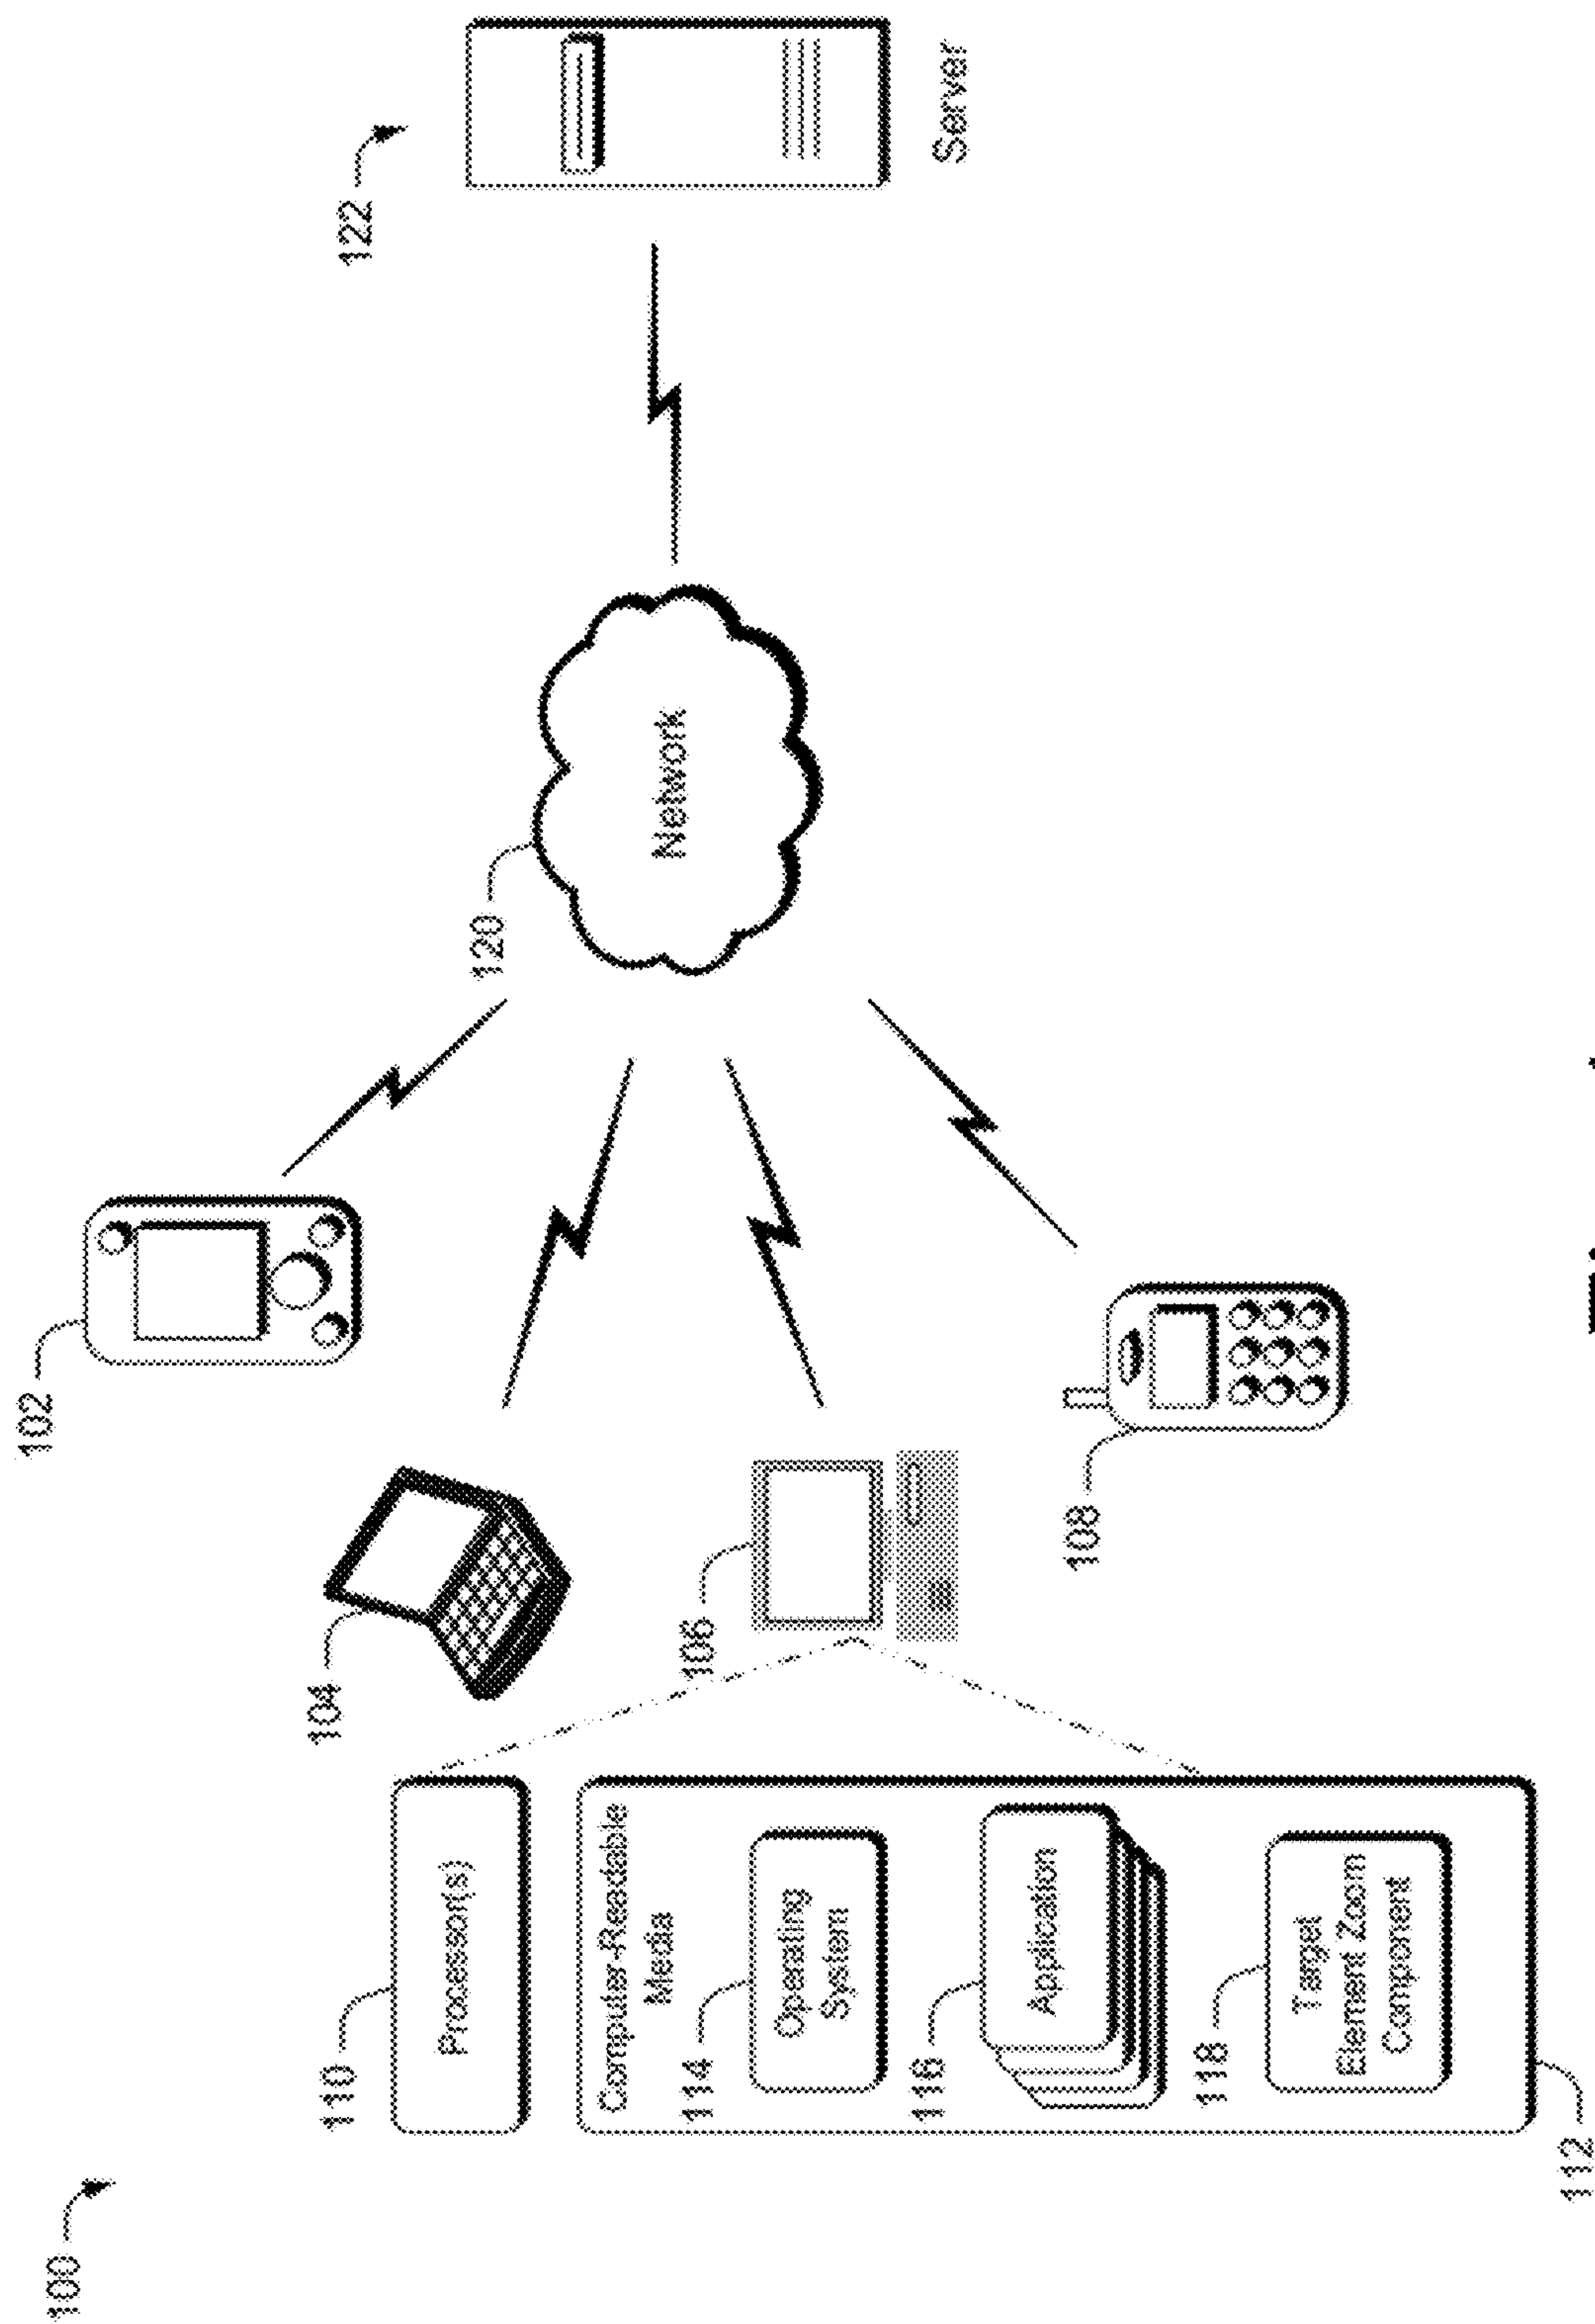 100
102
104
106
108
110
Processor(s)
Computer-Readable
Media
114
Operating
System
116
Application
118
Target
Element Zoom
Component
112
120
Network
122
Server